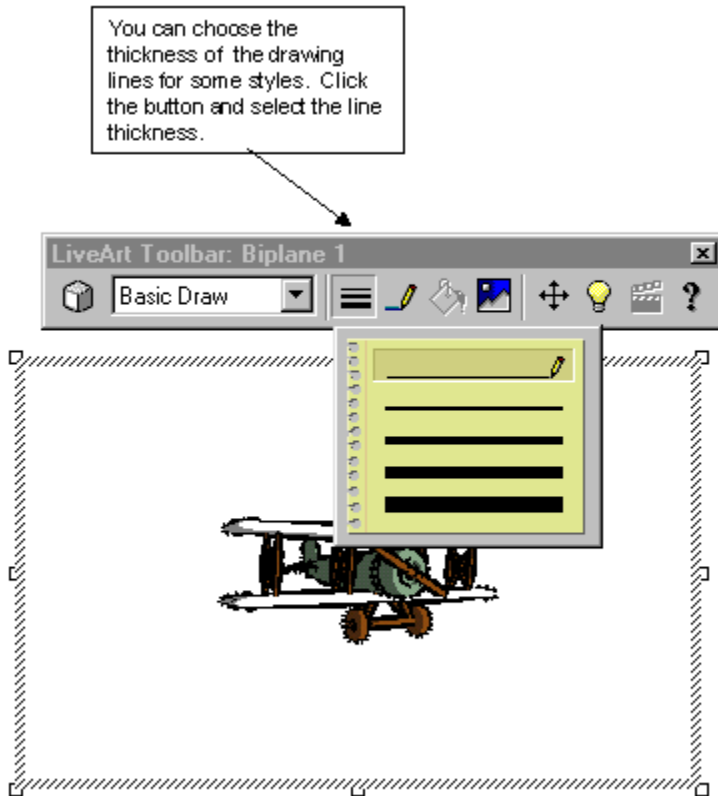 You can choose the
thickness of the drawing
lines for some styles.  Click
the button and select the line
thickness.
LiveArt Toolbar: Biplane 1
Basic Draw
?